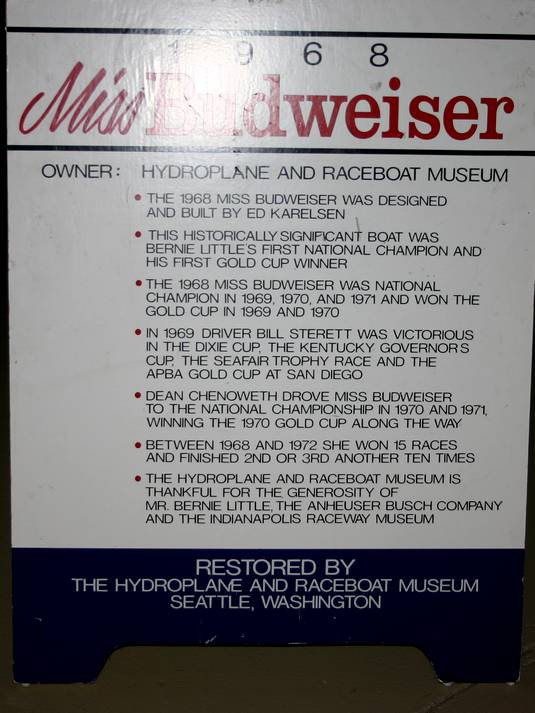 1968
Miss Budweiser
OWNER: HYDROPLANE AND RACEBOAT MUSEUM
• THE 1968 MISS BUDWEISER WAS DESIGNED
AND BUILT BY ED KARELSEN
• THIS HISTORICALLY SIGNIFICANT BOAT WAS
BERNIE LITTLE'S FIRST NATIONAL CHAMPION AND
HIS FIRST GOLD CUP WINNER
• THE 1968 MISS BUDWEISER WAS NATIONAL
CHAMPION IN 1969, 1970, AND 1971 AND WON THE
GOLD CUP IN 1969 AND 1970
• IN 1969 DRIVER BILL STERETT WAS VICTORIOUS
IN THE DIXIE CUP, THE KENTUCKY GOVERNORS
CUP, THE SEAFAIR TROPHY RACE AND THE
APBA GOLD CUP AT SAN DIEGO
• DEAN CHENOWETH DROVE MISS BUDWEISER
TO THE NATIONAL CHAMPIONSHIP IN 1970 AND 1971,
WINNING THE 1970 GOLD CUP ALONG THE WAY
• BETWEEN 1968 AND 1972 SHE WON 15 RACES
AND FINISHED 2ND OR 3RD ANOTHER TEN TIMES
• THE HYDROPLANE AND RACEBOAT MUSEUM IS
THANKFUL FOR THE GENEROSITY OF
MR. BERNIE LITTLE, THE ANHEUSER BUSCH COMPANY
AND THE INDIANAPOLIS RACEWAY MUSEUM
RESTORED BY
THE HYDROPLANE AND RACEBOAT MUSEUM
SEATTLE, WASHINGTON